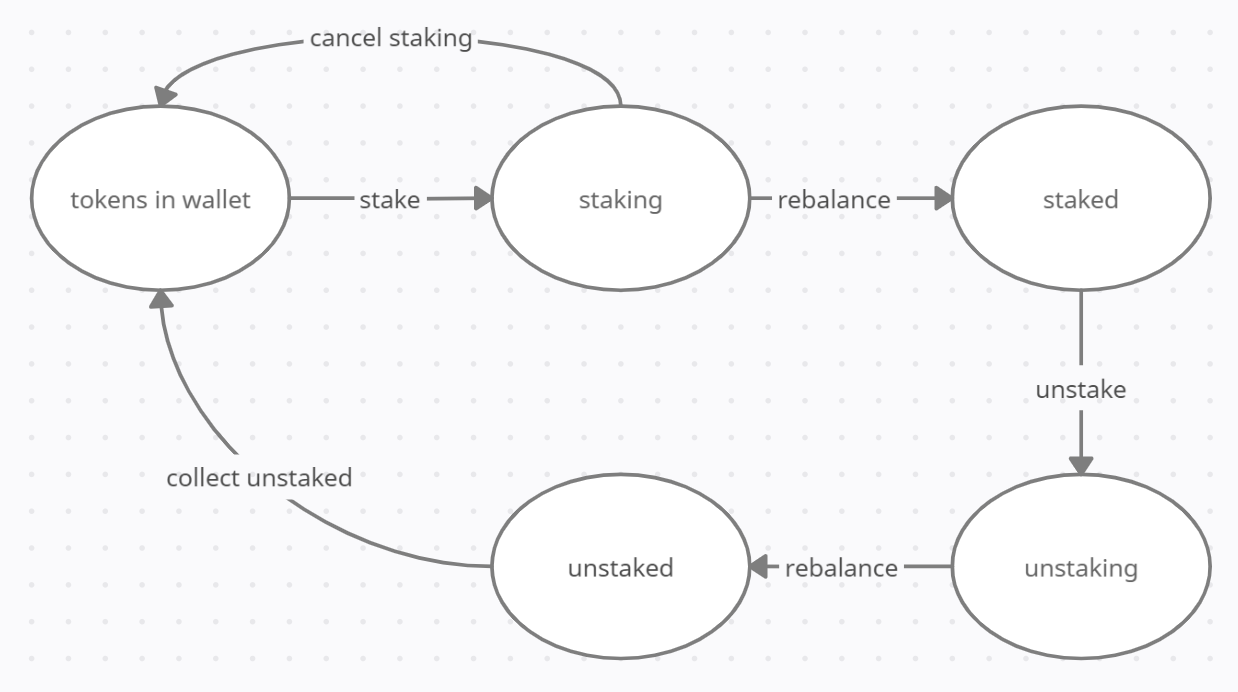 cancel staking
tokens in wallet
stake
staking
rebalance
staked
unstake
collect unstaked
unstaked
rebalance
unstaking